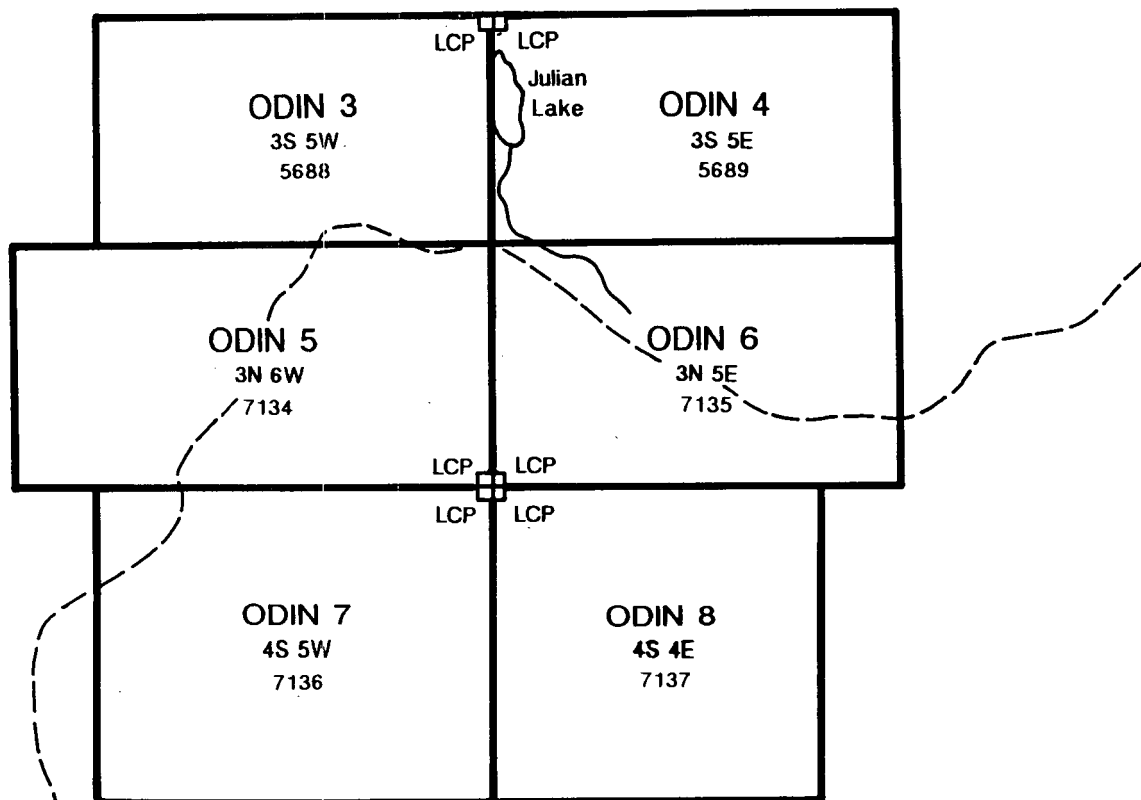 LCP LCP
Julian
Lake
ODIN 3
3S 5W
5688
ODIN 4
3S 5E
5689
ODIN 5
3N 6W
7134
ODIN 6
3N 5E
7135
LCP LCP
LCP LCP
ODIN 7
4S 5W
7136
ODIN 8
4S 4E
7137